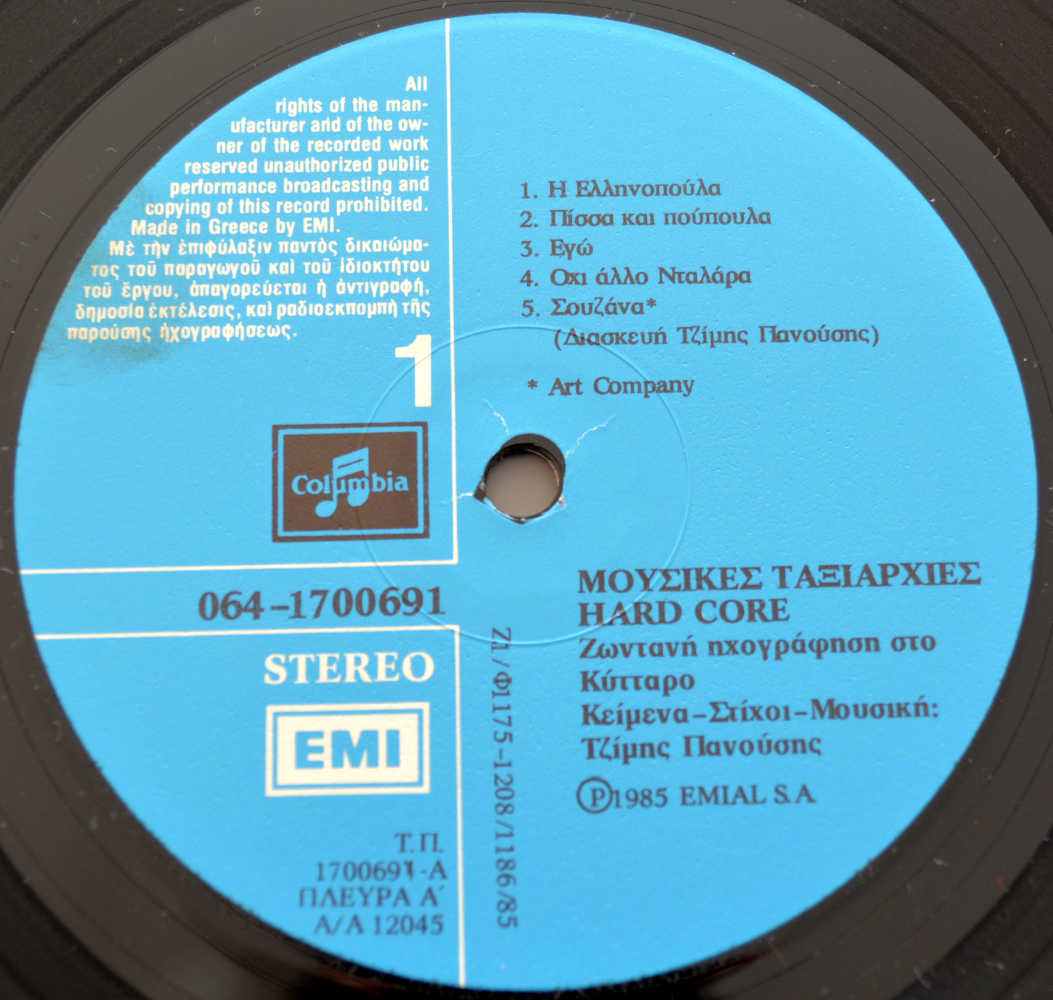 All
rights of the man-
ufacturer and of the ow-
ner of the recorded work
reserved unauthorized public
performance broadcasting and
copying of this record prohibited.
Made in Greece by EMI.
Μὲ τὴν ἐπιφύλαξιν παντὸς δικαιώμα-
τος τοῦ παραγωγοῦ καὶ τοῦ ἰδιοκτήτου
τοῦ ἔργου, ἀπαγορεύεται ἡ ἀντιγραφή,
δημοσία ἐκτέλεσις, καὶ ραδιοεκπομπὴ τῆς
παρούσης ἠχογραφήσεως.
1
Columbia
064-1700691
STEREO
EMI
Τ.Π.
1700691-A
ΠΛΕΥΡΑ Α΄
Α/Α 12045
Ζ1/Φ1175-1208/1186/85
1. Η Ελληνοπούλα
2. Πίσσα και πούπουλα
3. Εγώ
4. Οχι άλλο Νταλάρα
5. Σουζάνα*
(Διασκευή Τζίμης Πανούσης)
* Art Company
ΜΟΥΣΙΚΕΣ ΤΑΞΙΑΡΧΙΕΣ
HARD CORE
Ζωντανή ηχογράφηση στο
Κύτταρο
Κείμενα-Στίχοι-Μουσική:
Τζίμης Πανούσης
Ⓟ1985 EMIAL S.A.